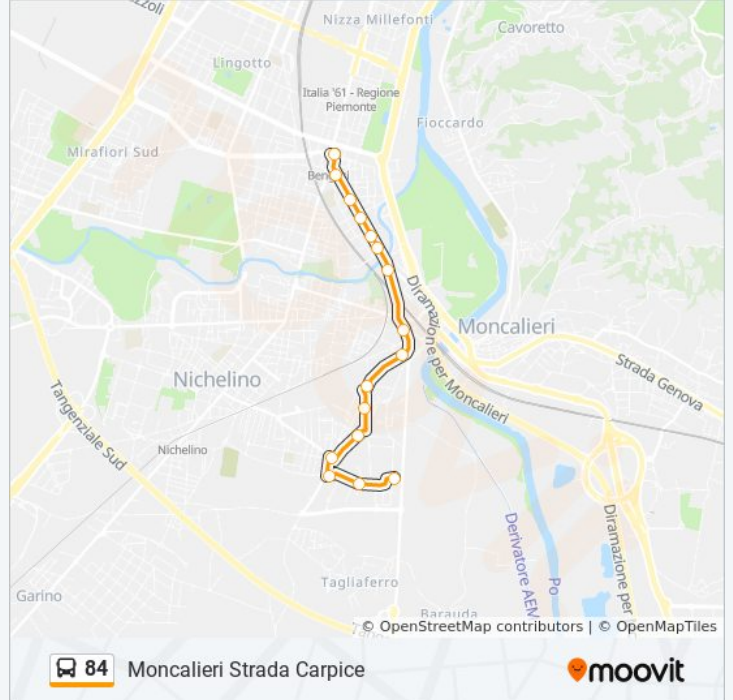 Nizza Millefonti
Cavoretto
Lingotto
Italia '61 - Regione
Piemonte
Fioccardo
Mirafiori Sud
Diramazione per Moncalieri
Moncalieri
Strada Genova
Nichelino
Tangenziale Sud
Nichelino
Diramazione per
Derivatore AEM
Po
Tagliaferro
Garino
Barauda
© OpenStreetMap contributors | © OpenMapTiles
84 Moncalieri Strada Carpice
moovit